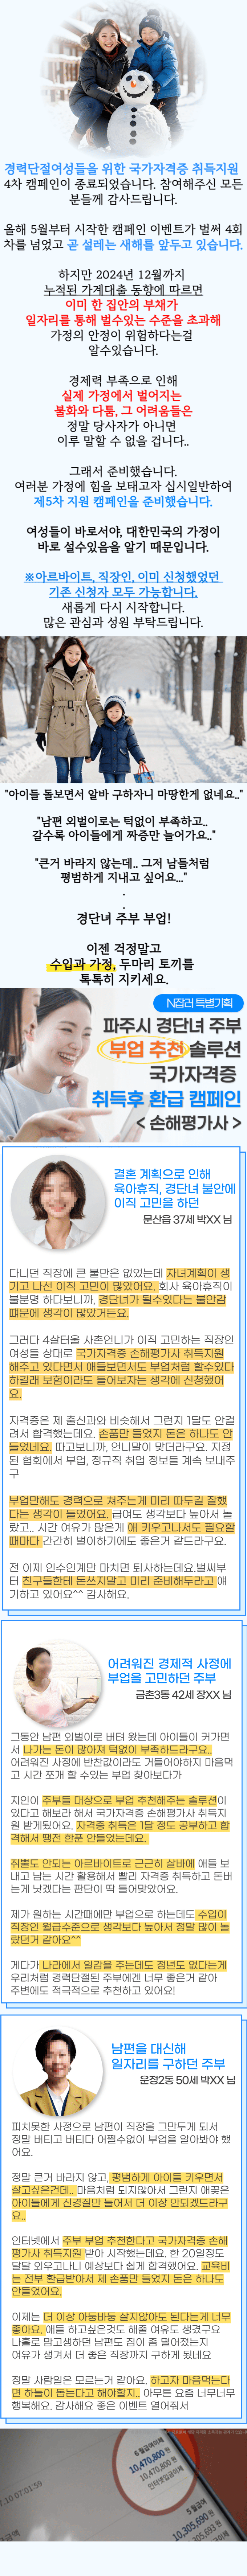 경력단절여성들을 위한 국가자격증 취득지원
4차 캠페인이 종료되었습니다. 참여해주신 모든
분들께 감사드립니다.
올해 5월부터 시작한 캠페인 이벤트가 벌써 4회
차를 넘었고 곧 설레는 새해를 앞두고 있습니다.
하지만 2024년 12월까지
누적된 가계대출 동향에 따르면
이미 한 집안의 부채가
일자리를 통해 벌수있는 수준을 초과해
가정의 안정이 위험하다는걸
알수있습니다.
경제력 부족으로 인해
실제 가정에서 벌어지는
불화와 다툼, 그 어려움들은
정말 당사자가 아니면
이루 말할 수 없을 겁니다..
그래서 준비했습니다.
여러분 가정에 힘을 보태고자 십시일반하여
제5차 지원 캠페인을 준비했습니다.
여성들이 바로서야, 대한민국의 가정이
바로 설수있음을 알기 때문입니다.
※아르바이트, 직장인, 이미 신청했었던
기존 신청자 모두 가능합니다.
새롭게 다시 시작합니다.
많은 관심과 성원 부탁드립니다.
"아이들 돌보면서 알바 구하자니 마땅한게 없네요.."
"남편 외벌이로는 턱없이 부족하고..
갈수록 아이들에게 짜준만 늘어가요.."
"큰거 바라지 않는데.. 그저 남들처럼
평범하게 지내고 싶어요..."
.
.
경단녀 주부 부업!
이젠 걱정말고
수입과 가정, 두마리 토끼를
톡톡히 지키세요.
N잡러 특별기획
파주시 경단녀 주부
부업 추천 솔루션
국가자격증
취득후 환급 캠페인
< 손해평가사 >
결혼 계획으로 인해
육아휴직, 경단녀 불안에
이직 고민을 하던
문산읍 37세 박XX 님
다니던 직장에 큰 불만은 없었는데 자녀계획이 생
기고 나선 이직 고민이 많았어요. 회사 육아휴직이
불분명 하다보니까, 경단녀가 될수있다는 불안감
때문에 생각이 많았거든요.
그러다 4살터울 사촌언니가 이직 고민하는 직장인
여성들 상대로 국가자격증 손해평가사 취득지원
해주고 있다면서 애들보면서도 부업처럼 할수있다
하길래 보험이라도 들어보자는 생각에 신청했어
요.
자격증은 제 출신과와 비슷해서 그런지 1달도 안걸
려서 합격했는데요. 손품만 들었지 돈은 하나도 안
들었네요. 따고보니까, 언니말이 맞더라구요. 지정
된 협회에서 부업, 정규직 취업 정보들 계속 보내주
구
부업만해도 경력으로 쳐주는게 미리 따두길 잘했
다는 생각이 들었어요. 급여도 생각보다 높아서 놀
랐고.. 시간 여유가 많은게 애 키우고나서도 필요할
때마다 간간히 벌이하기에도 좋은거 같드라구요.
전 이제 인수인계만 마치면 퇴사하는데요.벌써부
터 친구들한테 돈쓰지말고 미리 준비해두라고 얘
기하고 있어요^^ 감사해요.
어려워진 경제적 사정에
부업을 고민하던 주부
금촌3동 42세 강XX 님
그동안 남편 외벌이로 버텨 왔는데 아이들이 커가면
서 나가는 돈이 많아져 턱없이 부족하드라구요..
어려워진 사정에 반찬값이라도 거들어야하지 마음먹
고 시간 쪼개 할 수있는 부업 찾아보다가
지인이 주부들 대상으로 부업 추천해주는 솔루션이
있다고 해보라 해서 국가자격증 손해평가사 취득지
원 받게됬어요. 자격증 취득은 1달 정도 공부하고 합
격해서 땡전 한푼 안들었는데요.
쥐뿔도 안되는 아르바이트로 근근히 살바에 애들 보
내고 남는 시간 활용해서 빨리 자격증 취득하고 돈버
는게 낫겠다는 판단이 딱 들어맞았어요.
제가 원하는 시간때에만 부업으로 하는데도 수입이
직장인 월급수준으로 생각보다 높아서 정말 많이 놀
랐던거 같아요^^
게다가 나라에서 일감을 주는데도 정년도 없다는게
우리처럼 경력단절된 주부에겐 너무 좋은거 같아
주변에도 적극적으로 추천하고 있어요!
남편을 대신해
일자리를 구하던 주부
운정2동 50세 박XX 님
피치못한 사정으로 남편이 직장을 그만두게 되서
정말 버티고 버티다 어쩔수없이 부업을 알아봐야 했
어요.
정말 큰거 바라지 않고, 평범하게 아이들 키우면서
살고싶은건데.. 마음처럼 되지않아서 그런지 애꿎은
아이들에게 신경질만 늘어서 더 이상 안되겠드라구
요..
인터넷에서 주부 부업 추천한다고 국가자격증 손해
평가사 취득지원 받아 시작했는데요. 한 20일정도
달달 외우고나니 예상보다 쉽게 합격했어요. 교육비
는 전부 환급받아서 제 손품만 들었지 돈은 하나도
안들었어요.
이제는 더 이상 아둥바둥 살지않아도 된다는게 너무
좋아요. 애들 하고싶은것도 해줄 여유도 생겼구요
나홀로 맘고생하던 남편도 짐이 좀 덜어졌는지
여유가 생겨서 더 좋은 직장까지 구하게 됬네요
정말 사람일은 모르는거 같아요. 하고자 마음먹는다
면 하늘이 돕는다고 해야할지.. 아무튼 요즘 너무너무
행복해요. 감사해요 좋은 이벤트 열어줘서
6월급여이체
10,470,800 원
10,470,800 원
인터넷입금이체
.10 07:01:59
5월급여
10,305,690 원
10,305,693 원